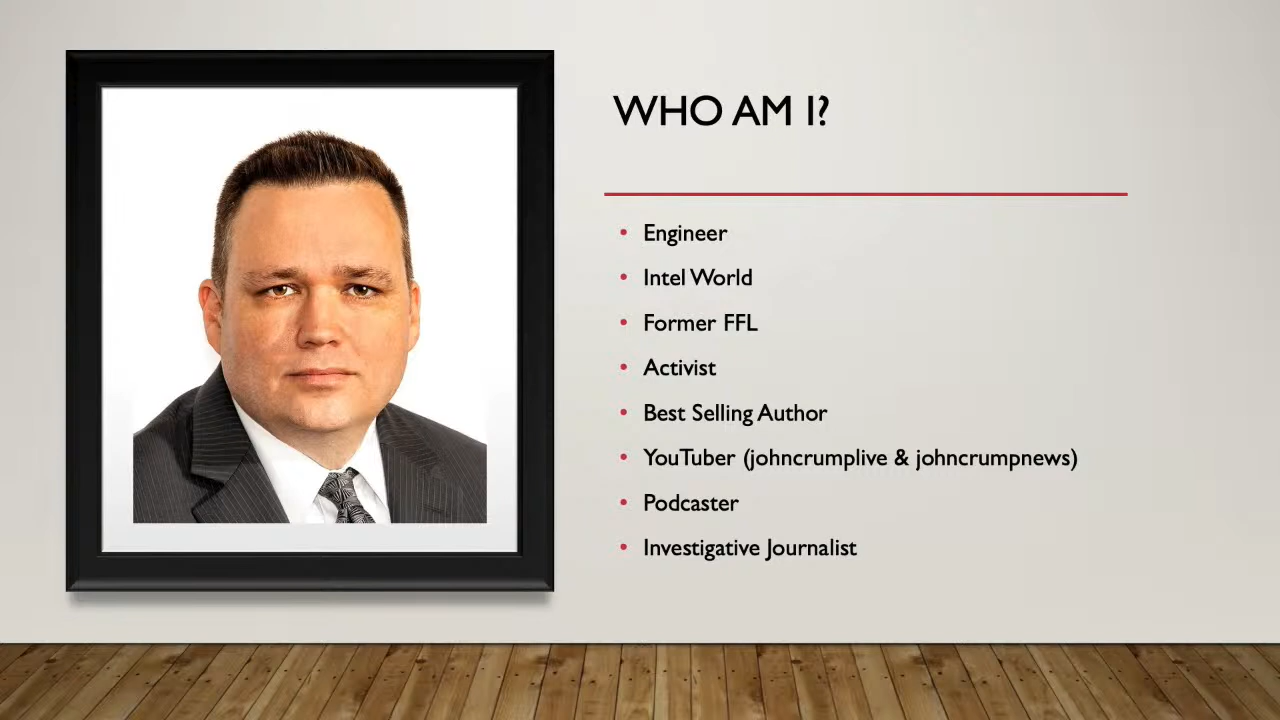 WHO AM I?
• Engineer
• Intel World
• Former FFL
• Activist
• Best Selling Author
• YouTuber (johncrumplive & johncrumpnews)
• Podcaster
• Investigative Journalist